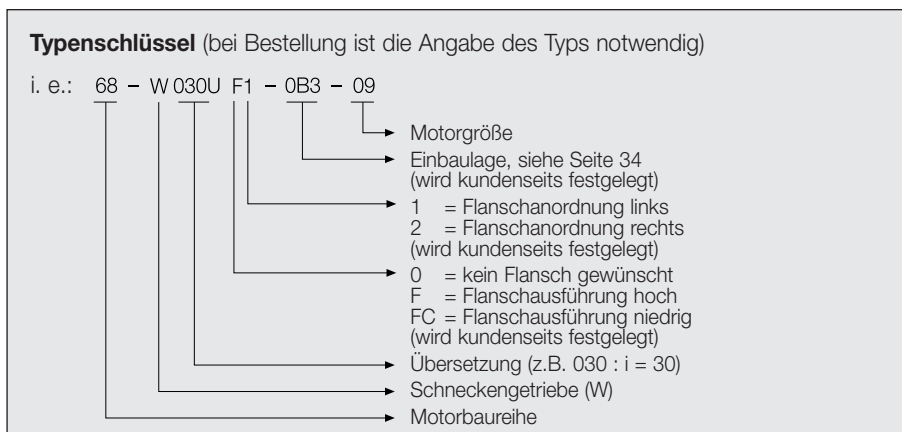 Typenschlüssel (bei Bestellung ist die Angabe des Typs notwendig)
i. e.: 68 - W 030U F1 - 0B3 - 09
Motorgröße
Einbaulage, siehe Seite 34
(wird kundenseits festgelegt)
1 = Flanschanordnung links
2 = Flanschanordnung rechts
(wird kundenseits festgelegt)
0 = kein Flansch gewünscht
F = Flanschausführung hoch
FC = Flanschausführung niedrig
(wird kundenseits festgelegt)
Übersetzung (z.B. 030 : i = 30)
Schneckengetriebe (W)
Motorbaureihe